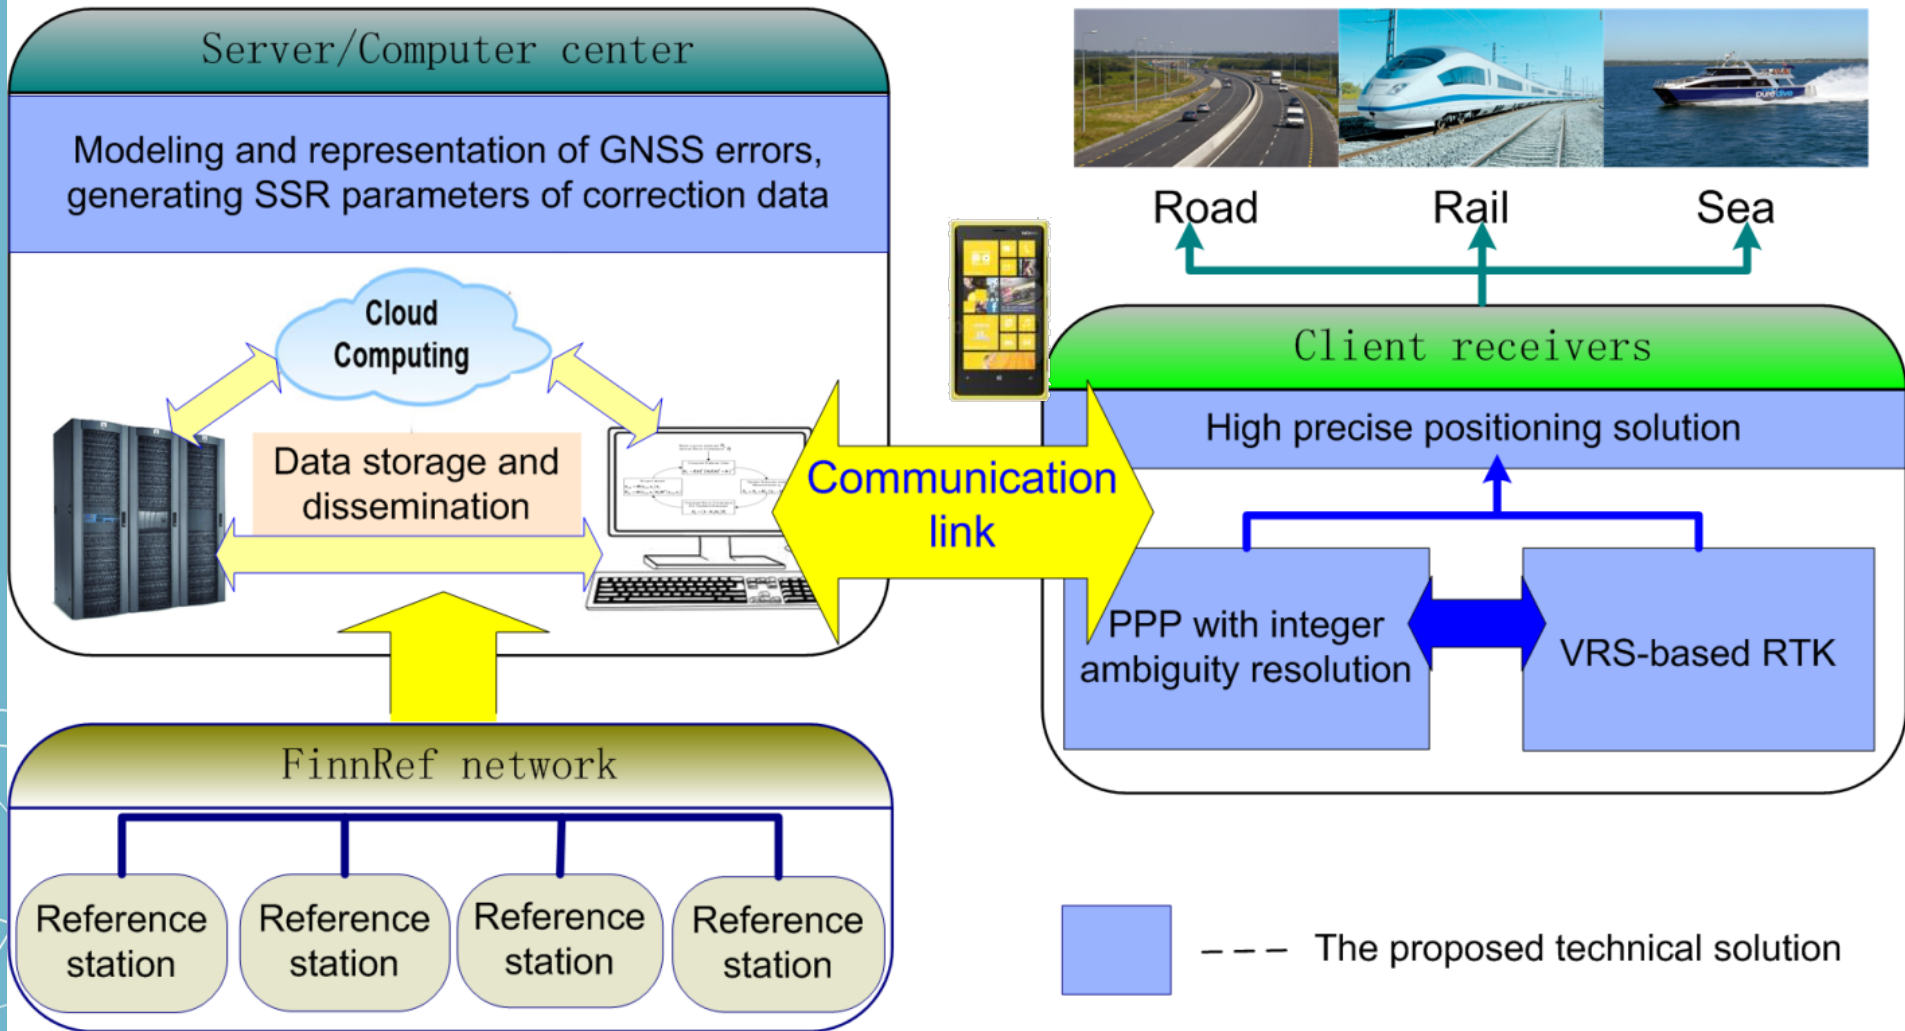 Server/Computer center
Modeling and representation of GNSS errors,
generating SSR parameters of correction data
Cloud
Computing
Data storage and
dissemination
FinnRef network
Reference
station
Reference
station
Reference
station
Reference
station
Communication
link
pure dive
Road
Rail
Sea
Client receivers
High precise positioning solution
PPP with integer
ambiguity resolution
VRS-based RTK
The proposed technical solution